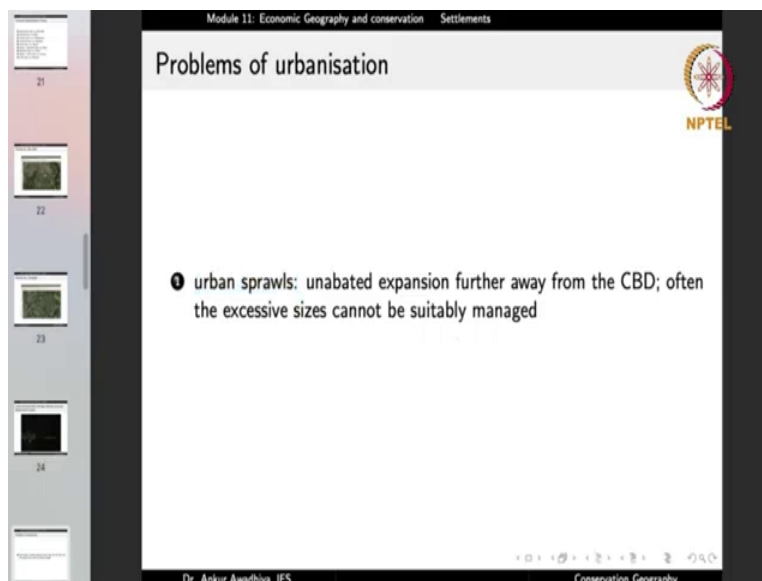 Module 11: Economic Geography and conservation Settlements
Problems of urbanisation
NPTEL
1 urban sprawls: unabated expansion further away from the CBD; often
the excessive sizes cannot be suitably managed
21
22
23
24
Dr. Ankur Awadhiya, IFS Conservation Geography